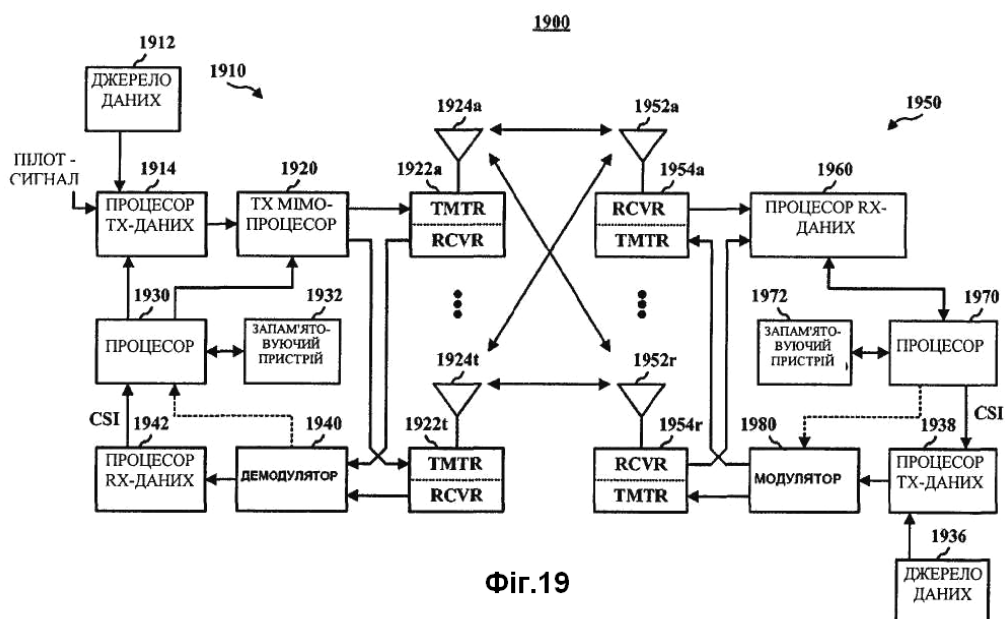 1900
1912
ДЖЕРЕЛО
ДАНИХ
1910
1924a
1952a
1950
ПІЛОТ -
СИГНАЛ
1914
ПРОЦЕСОР
TX-ДАНИХ
1920
TX MIMO-
ПРОЦЕСОР
1922a
TMTR
RCVR
1954a
RCVR
TMTR
1960
ПРОЦЕСОР RX-
ДАНИХ
1930
ПРОЦЕСОР
1932
ЗАПАМ'ЯТО-
ВУЮЧИЙ
ПРИСТРІЙ
1972
ЗАПАМ'ЯТО-
ВУЮЧИЙ
ПРИСТРІЙ
1970
ПРОЦЕСОР
1924t
1952r
CSI
1942
ПРОЦЕСОР
RX-ДАНИХ
1940
ДЕМОДУЛЯТОР
1922t
TMTR
RCVR
1954r
RCVR
TMTR
1980
МОДУЛЯТОР
CSI
1938
ПРОЦЕСОР
TX-ДАНИХ
1936
ДЖЕРЕЛО
ДАНИХ
Фіг.19